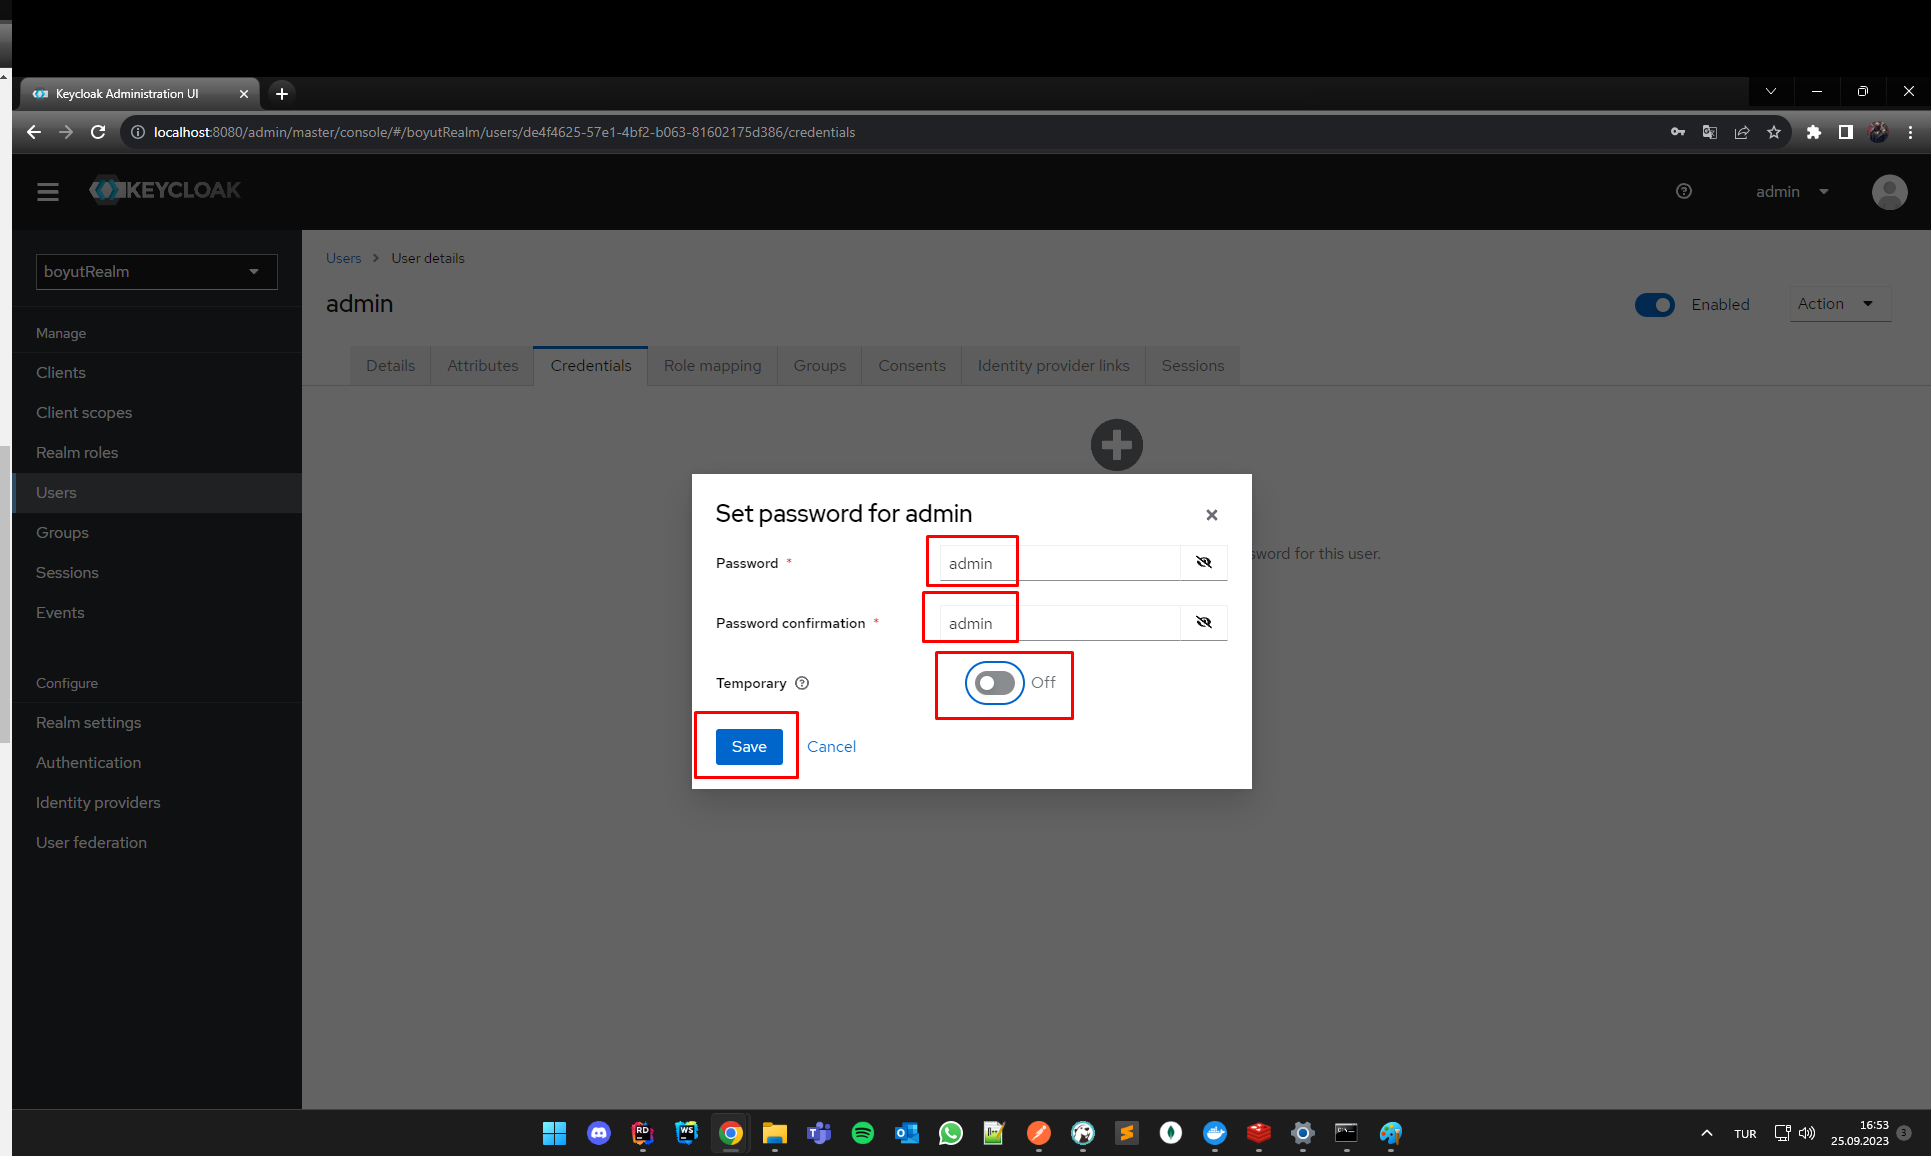 Keycloak Administration UI
localhost:8080/admin/master/console/#/boyutRealm/users/de4f4625-57e1-4bf2-b063-81602175d386/credentials
KEYCLOAK
admin
boyutRealm
Manage
Clients
Client scopes
Realm roles
Users
Groups
Sessions
Events
Configure
Realm settings
Authentication
Identity providers
User federation
Users > User details
admin
Enabled
Action
Details Attributes Credentials Role mapping Groups Consents Identity provider links Sessions
sword for this user.
Set password for admin
Password * admin
Password confirmation * admin
Temporary Off
Save Cancel
RD
WS
TUR
16:53
25.09.2023
3